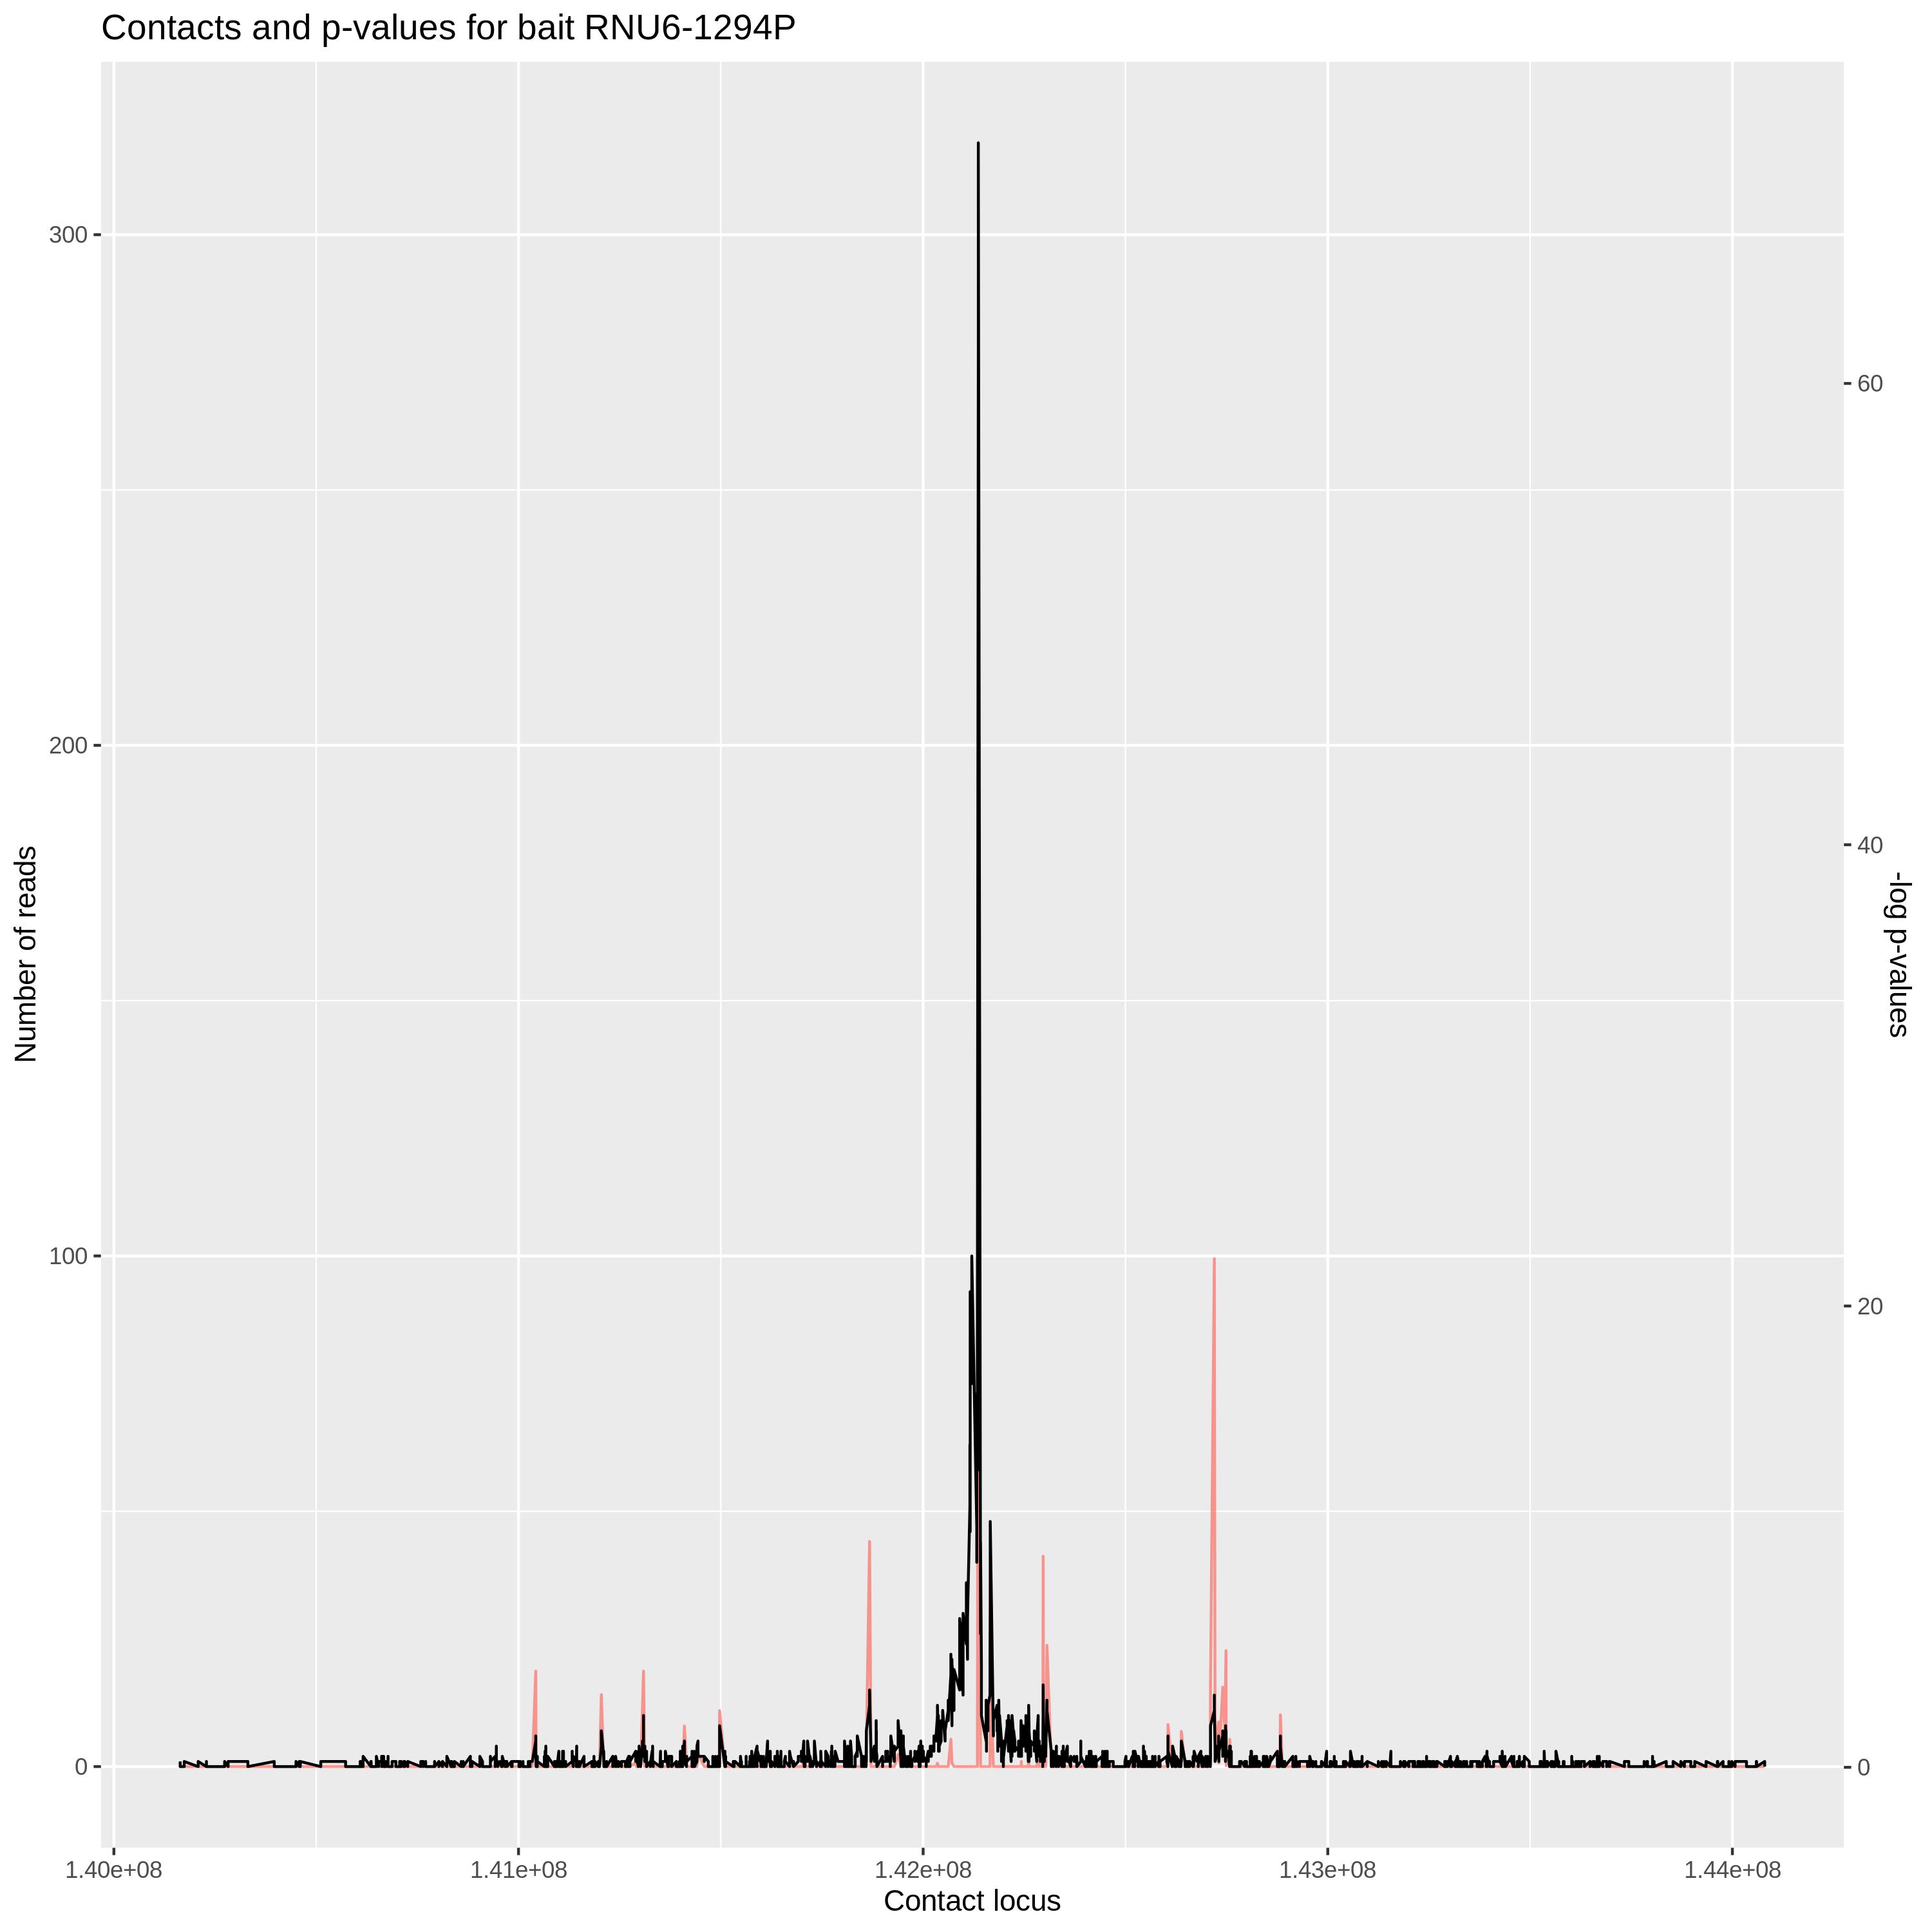 Contacts and p-values for bait RNU6-1294P
300
200
100
0
60
40
20
0
Number of reads
-log p-values
1.40e+08 1.41e+08 1.42e+08 1.43e+08 1.44e+08
Contact locus